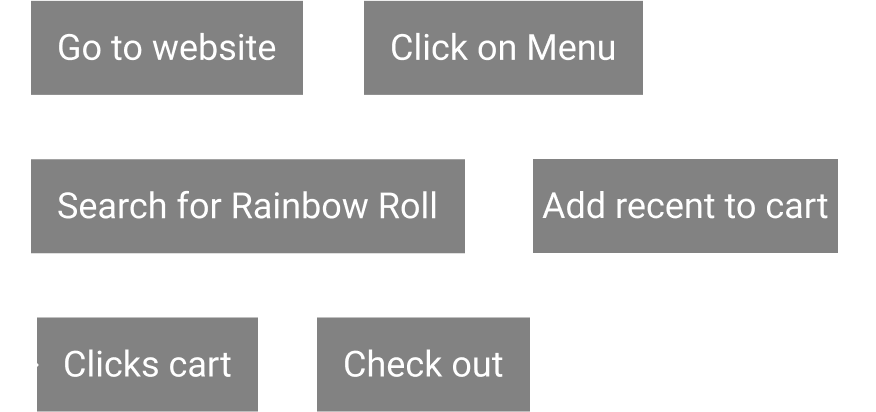 Go to website
Click on Menu
Search for Rainbow Roll
Add recent to cart
Clicks cart
Check out